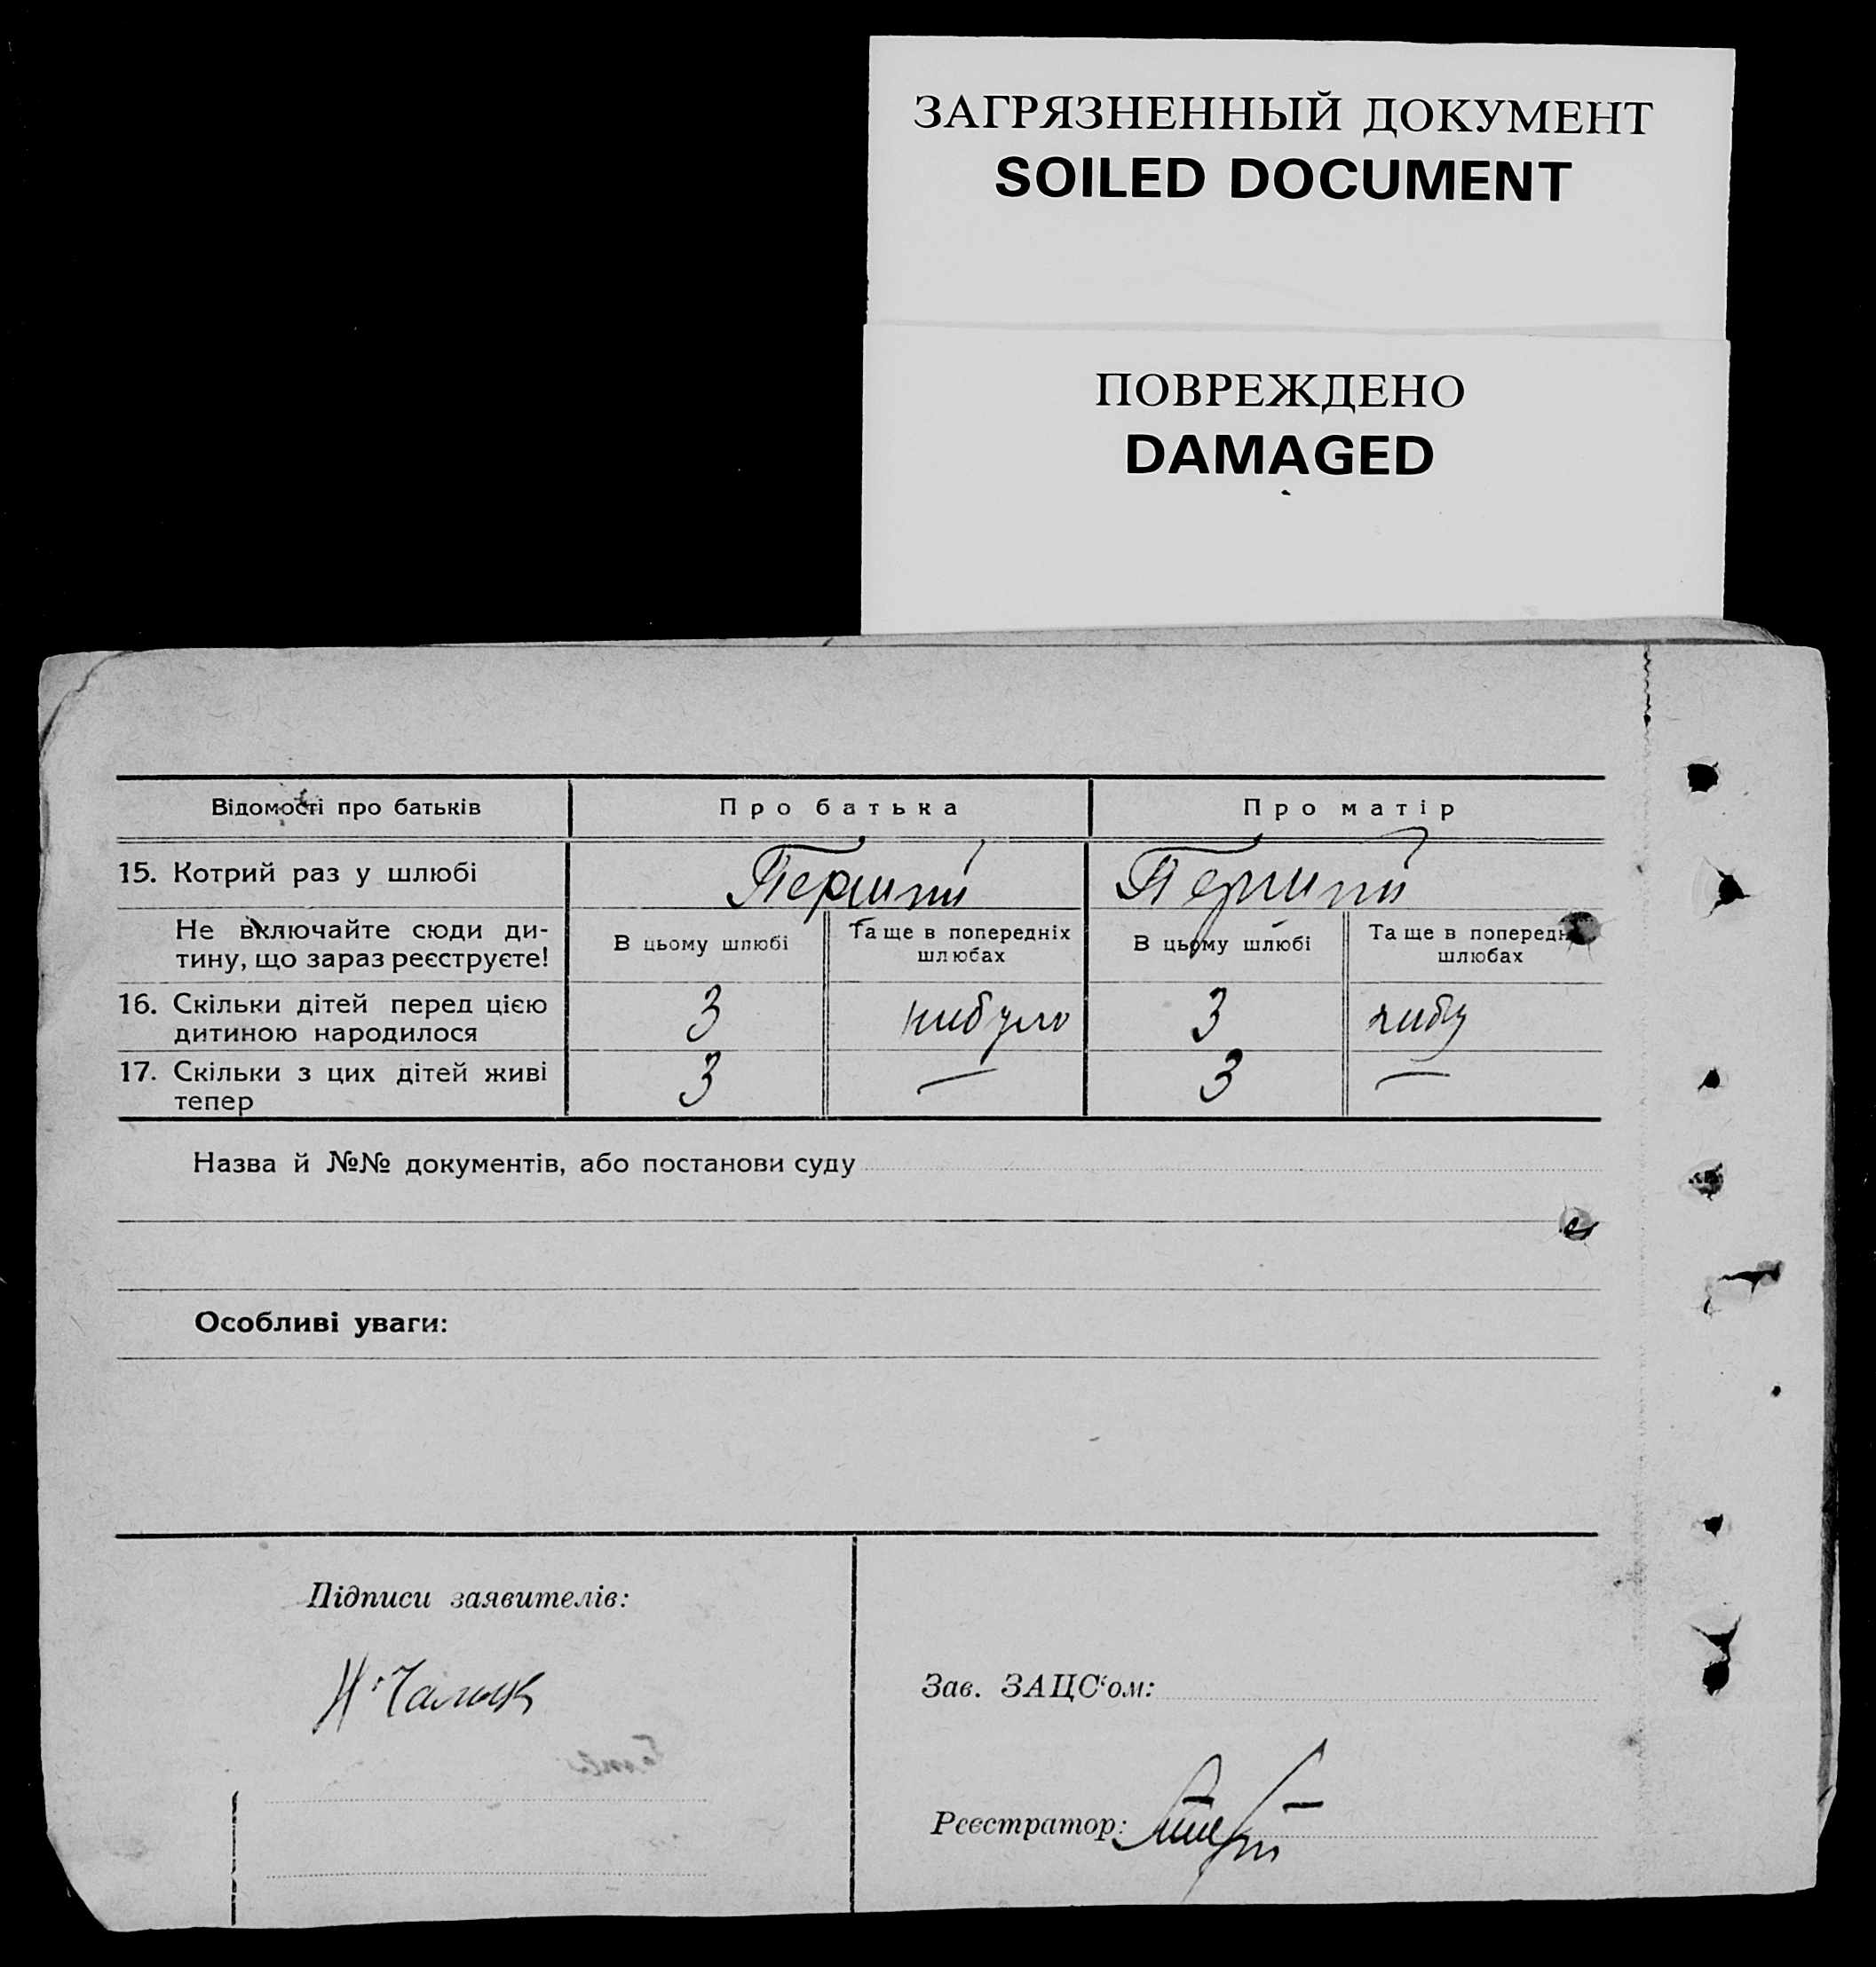 ЗАГРЯЗНЕННЫЙ ДОКУМЕНТ
SOILED DOCUMENT
ПОВРЕЖДЕНО
DAMAGED
Відомості про батьків
Про батька
Про матір
15. Котрий раз у шлюбі
Перший
Перший
Не включайте сюди ди-
тину, що зараз реєструєте!
В цьому шлюбі
Та ще в попередніх
шлюбах
В цьому шлюбі
Та ще в попередн
шлюбах
16. Скільки дітей перед цією
дитиною народилося
3
нибуло
3
нибу
17. Скільки з цих дітей живі
тепер
3
—
3
—
Назва й №№ документів, або постанови суду
Особливі уваги:
Підписи заявителів:
Зав. ЗАЦС'ом:
Реєстратор: